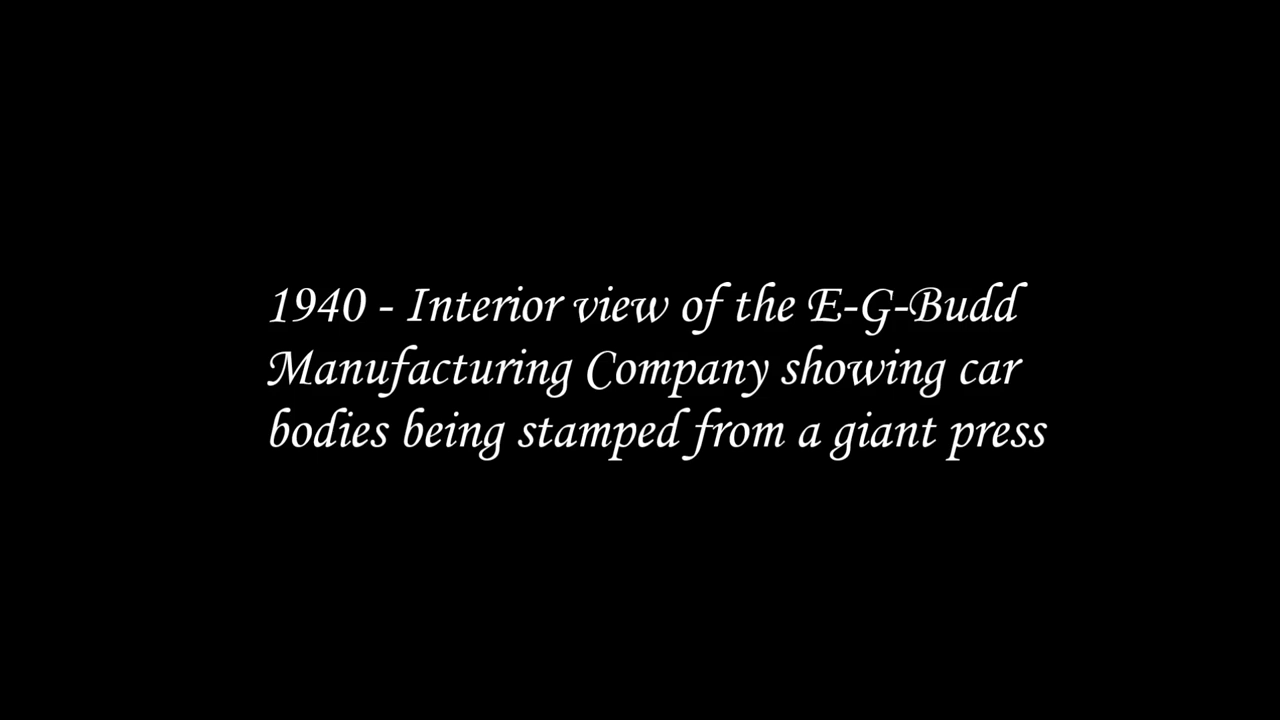 1940 - Interior view of the E-G-Budd
Manufacturing Company showing car
bodies being stamped from a giant press